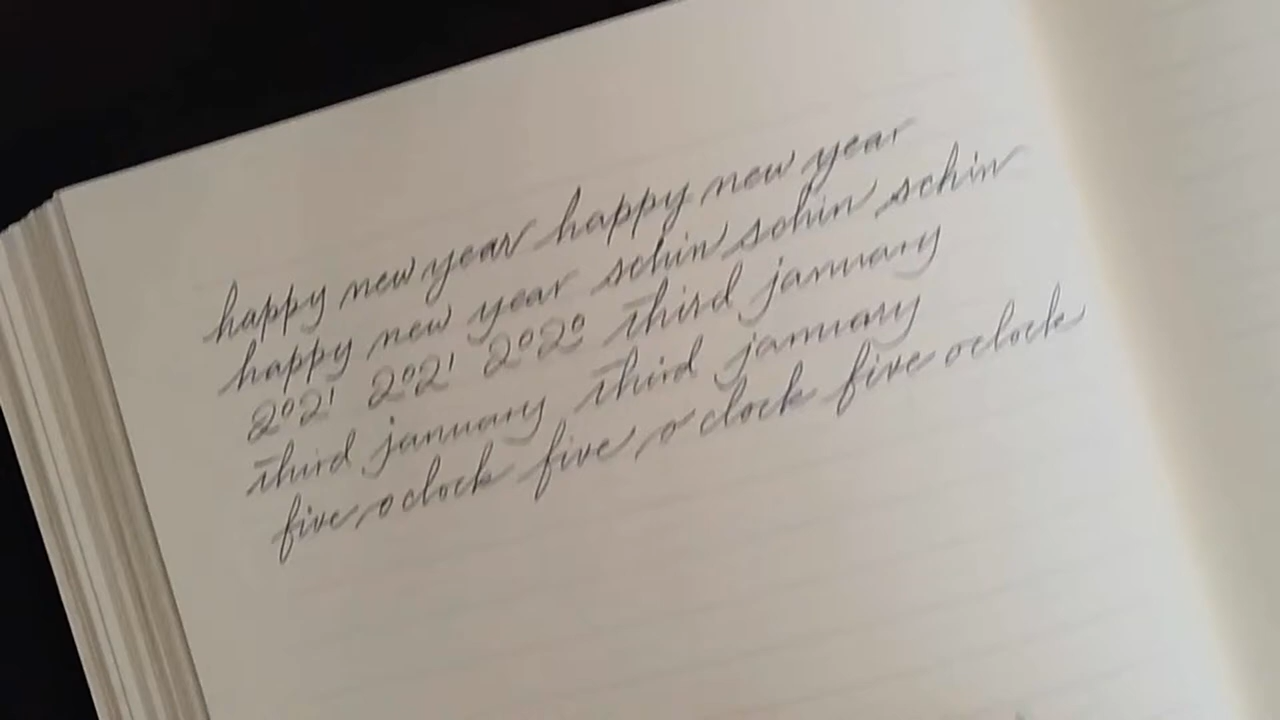 happy new year happy new year
happy new year schin schin schin
2021 2021 2020 third january
third january third january
five oclock five o'clock five oclock